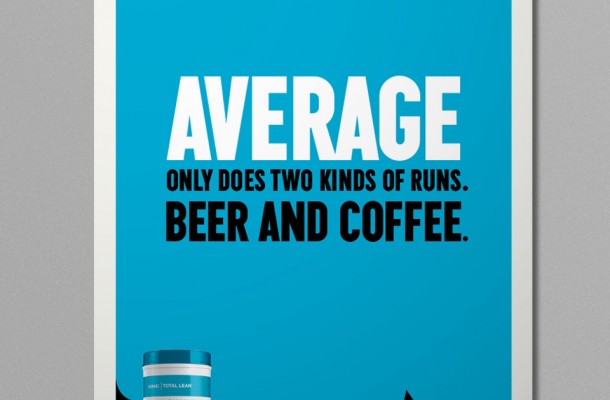 AVERAGE
ONLY DOES TWO KINDS OF RUNS.
BEER AND COFFEE.
TOTAL LEAN